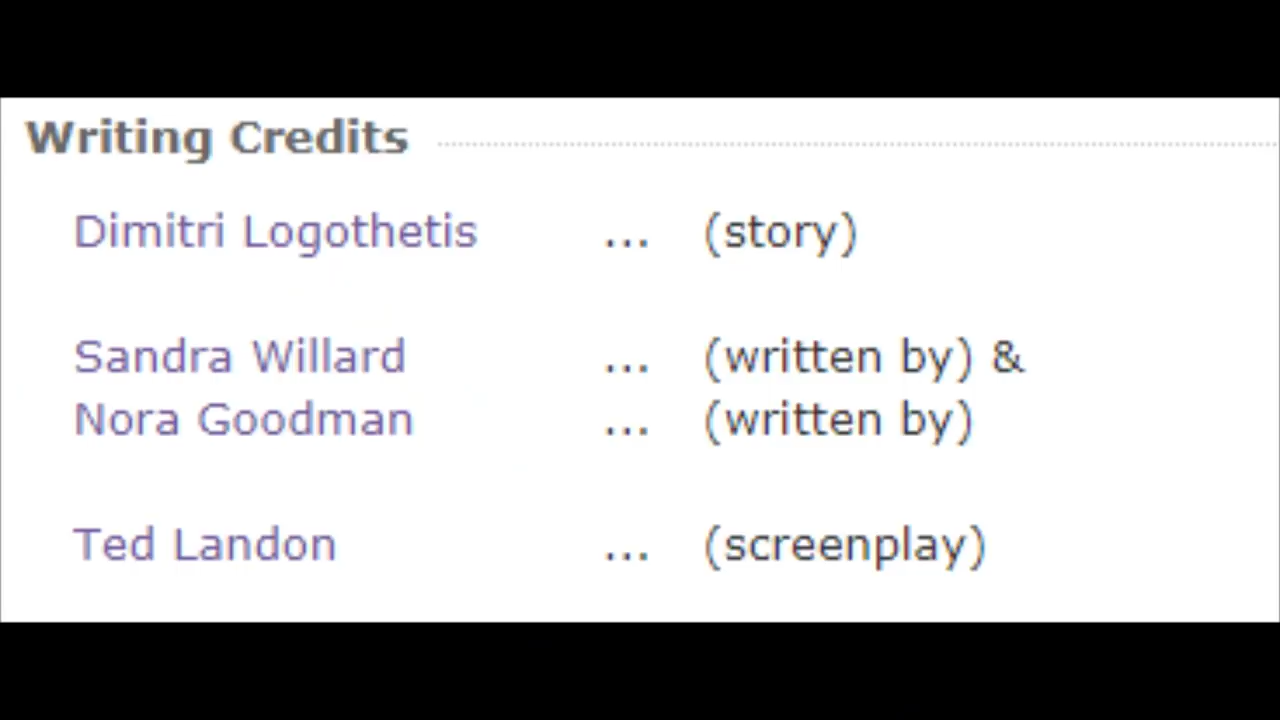 Writing Credits
Dimitri Logothetis ... (story)
Sandra Willard ... (written by) &
Nora Goodman ... (written by)
Ted Landon ... (screenplay)